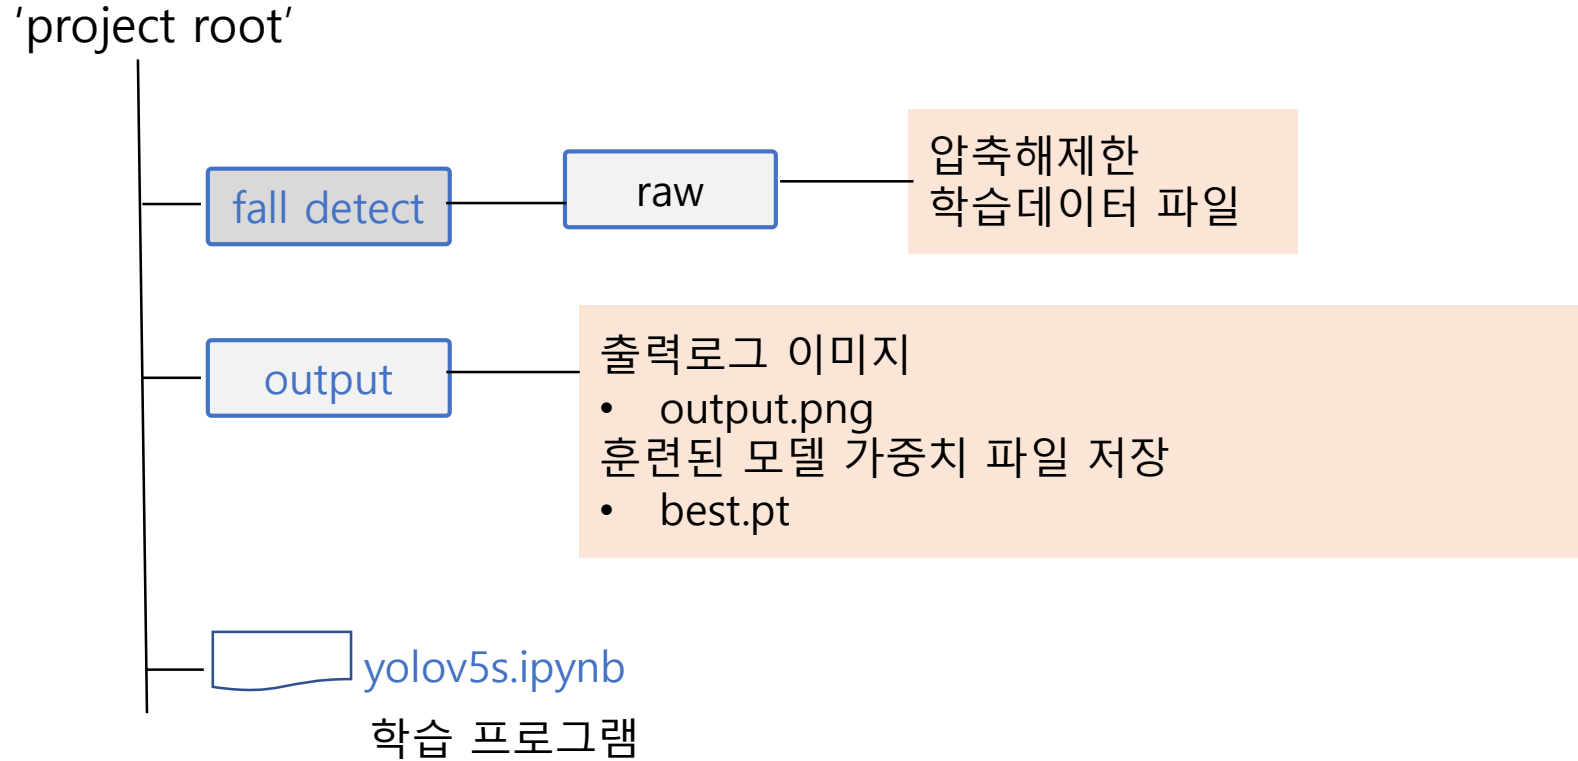 ‘project root’
fall detect
raw
압축해제한
학습데이터 파일
output
출력로그 이미지
• output.png
훈련된 모델 가중치 파일 저장
• best.pt
yolov5s.ipynb
학습 프로그램